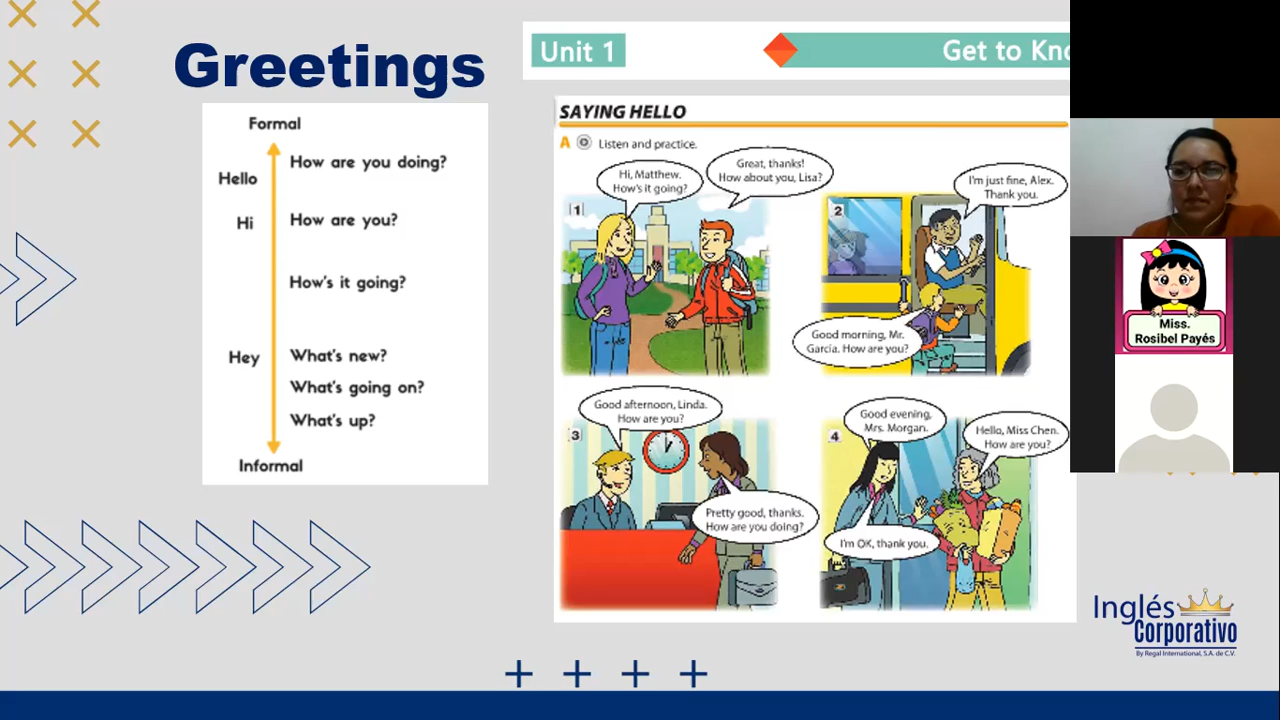 Greetings
Formal
How are you doing?
Hello
Hi
How are you?
How's it going?
Hey
What's new?
What's going on?
What's up?
Informal
Unit 1
Get to Kno
SAYING HELLO
A Listen and practice.
1
Hi, Matthew.
How's it going?
Great, thanks!
How about you, Lisa?
2
I'm just fine, Alex.
Thank you.
Good morning, Mr.
Garcia. How are you?
3
Good afternoon, Linda.
How are you?
Pretty good, thanks.
How are you doing?
4
Good evening,
Mrs. Morgan.
Hello, Miss Chen.
How are you?
I'm OK, thank you.
Miss.
Rosibel Payés
Inglés
Corporativo
By Regal International, S.A. de C.V.